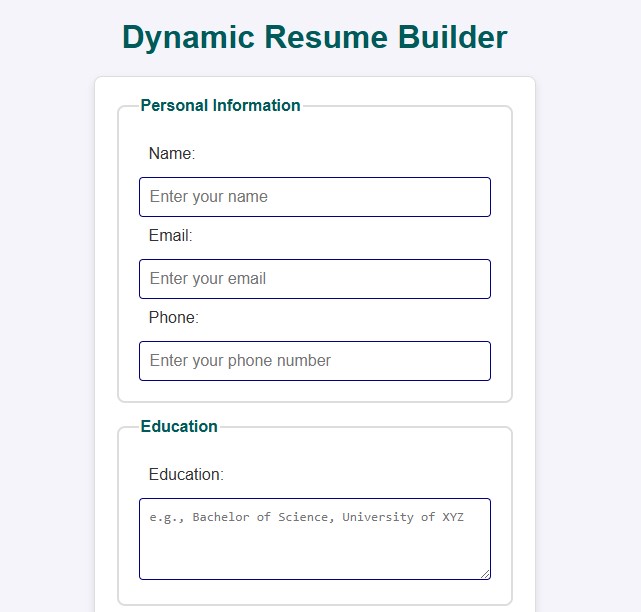 Dynamic Resume Builder
Personal Information
Name:
Enter your name
Email:
Enter your email
Phone:
Enter your phone number
Education
Education:
e.g., Bachelor of Science, University of XYZ